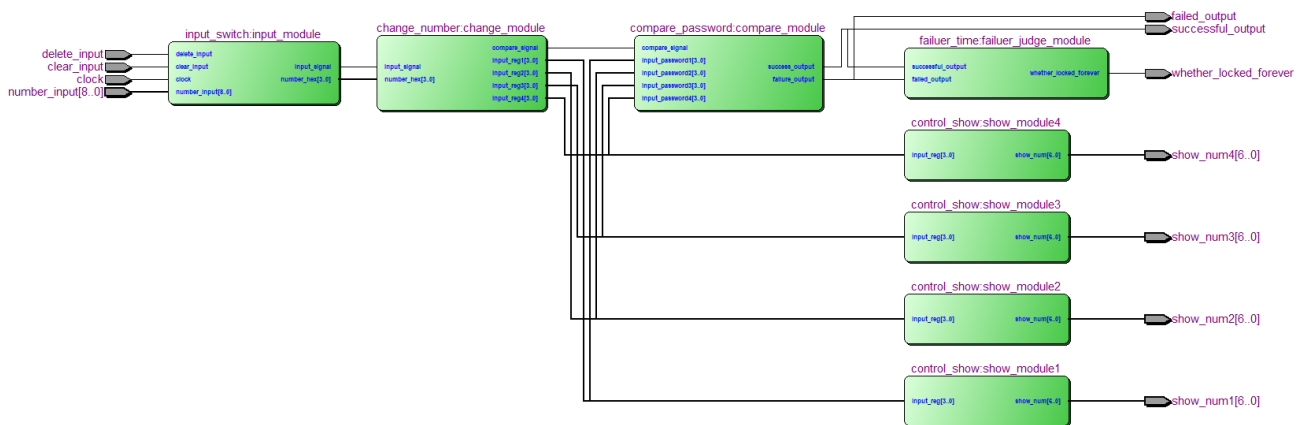 delete_input
clear_input
clock
number_input[8..0]
input_switch:input_module
delete_input
clear_input
clock
number_input[8..0]
input_signal
number_hex[3..0]
change_number:change_module
input_signal
number_hex[3..0]
compare_signal
input_reg1[3..0]
input_reg2[3..0]
input_reg3[3..0]
input_reg4[3..0]
compare_password:compare_module
compare_signal
input_password1[3..0]
input_password2[3..0]
input_password3[3..0]
input_password4[3..0]
success_output
failure_output
failed_output
successful_output
failuer_time:failuer_judge_module
successful_output
failed_output
whether_locked_forever
whether_locked_forever
control_show:show_module4
input_reg[3..0]
show_num[6..0]
show_num4[6..0]
control_show:show_module3
input_reg[3..0]
show_num[6..0]
show_num3[6..0]
control_show:show_module2
input_reg[3..0]
show_num[6..0]
show_num2[6..0]
control_show:show_module1
input_reg[3..0]
show_num[6..0]
show_num1[6..0]